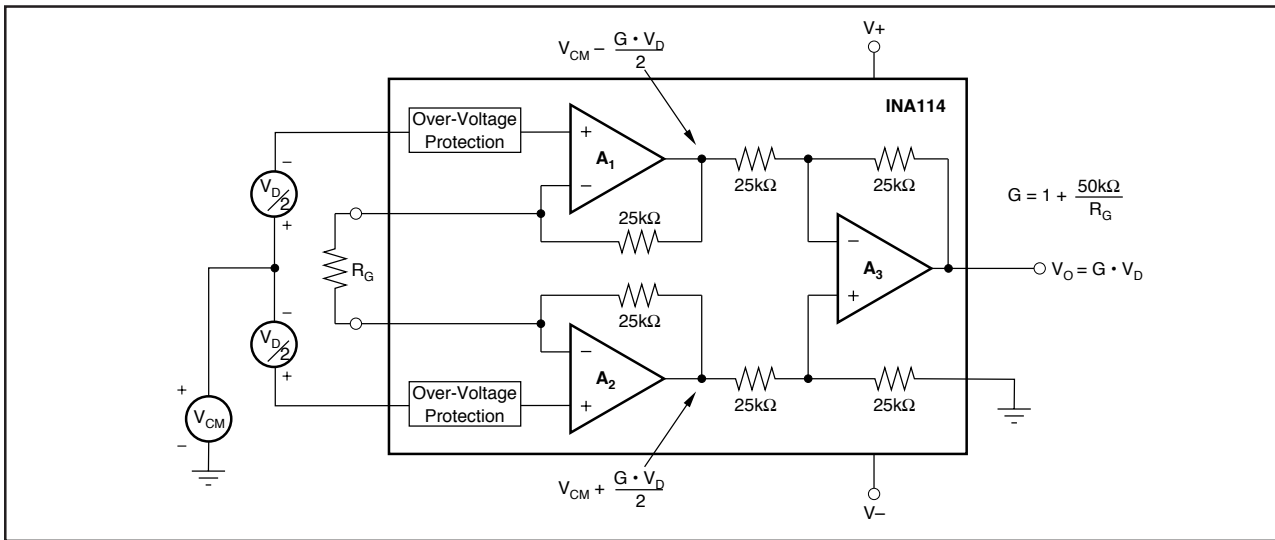 V_CM − G • V_D / 2
V+
INA114
Over-Voltage
Protection
+
A₁
−
25kΩ
25kΩ
25kΩ
−
V_D/2
+
R_G
G = 1 + 50kΩ / R_G
−
A₃
+
V_O = G • V_D
−
V_D/2
+
25kΩ
−
A₂
+
25kΩ
25kΩ
Over-Voltage
Protection
+
V_CM
−
V_CM + G • V_D / 2
V−